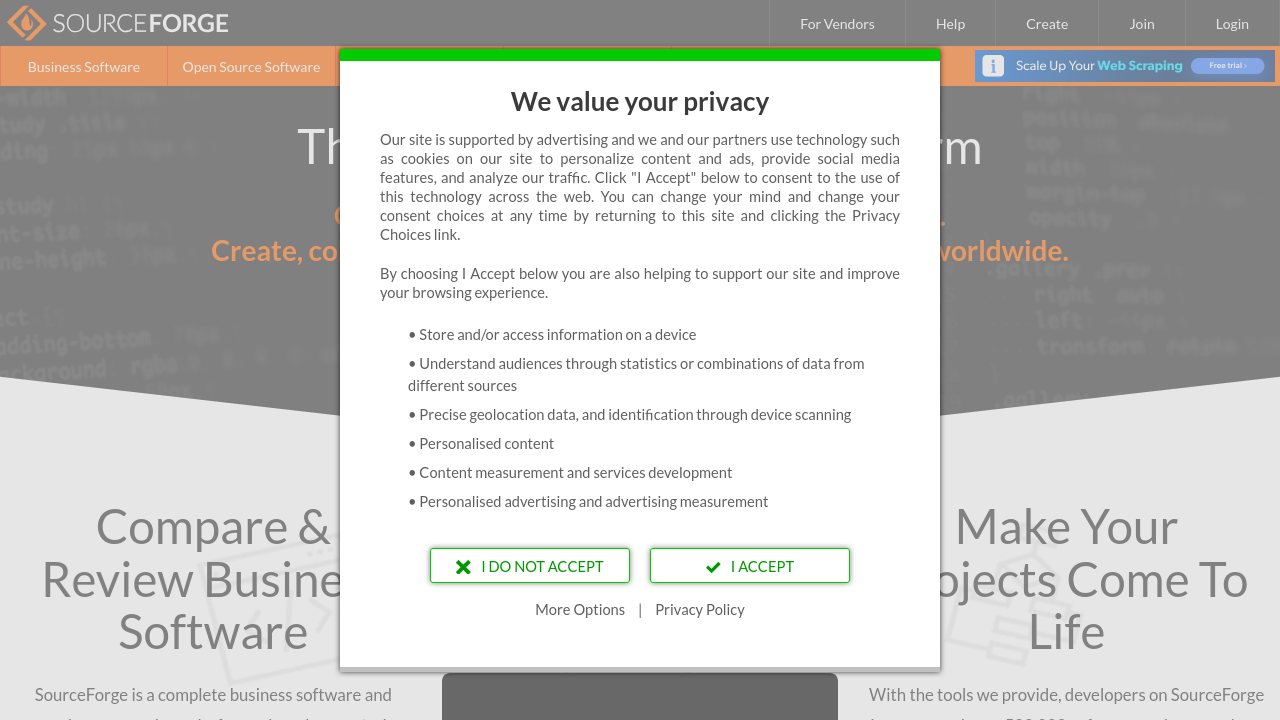 SOURCEFORGE
For Vendors
Help
Create
Join
Login
Business Software
Open Source Software
Scale Up Your Web Scraping
Free trial ›
We value your privacy
Our site is supported by advertising and we and our partners use technology such
as cookies on our site to personalize content and ads, provide social media
features, and analyze our traffic. Click "I Accept" below to consent to the use of
this technology across the web. You can change your mind and change your
consent choices at any time by returning to this site and clicking the Privacy
Choices link.
By choosing I Accept below you are also helping to support our site and improve
your browsing experience.
• Store and/or access information on a device
• Understand audiences through statistics or combinations of data from
different sources
• Precise geolocation data, and identification through device scanning
• Personalised content
• Content measurement and services development
• Personalised advertising and advertising measurement
I DO NOT ACCEPT
I ACCEPT
More Options | Privacy Policy
Create, co
worldwide.
Compare &
Review Busine
Software
SourceForge is a complete business software and
Make Your
ojects Come To
Life
With the tools we provide, developers on SourceForge